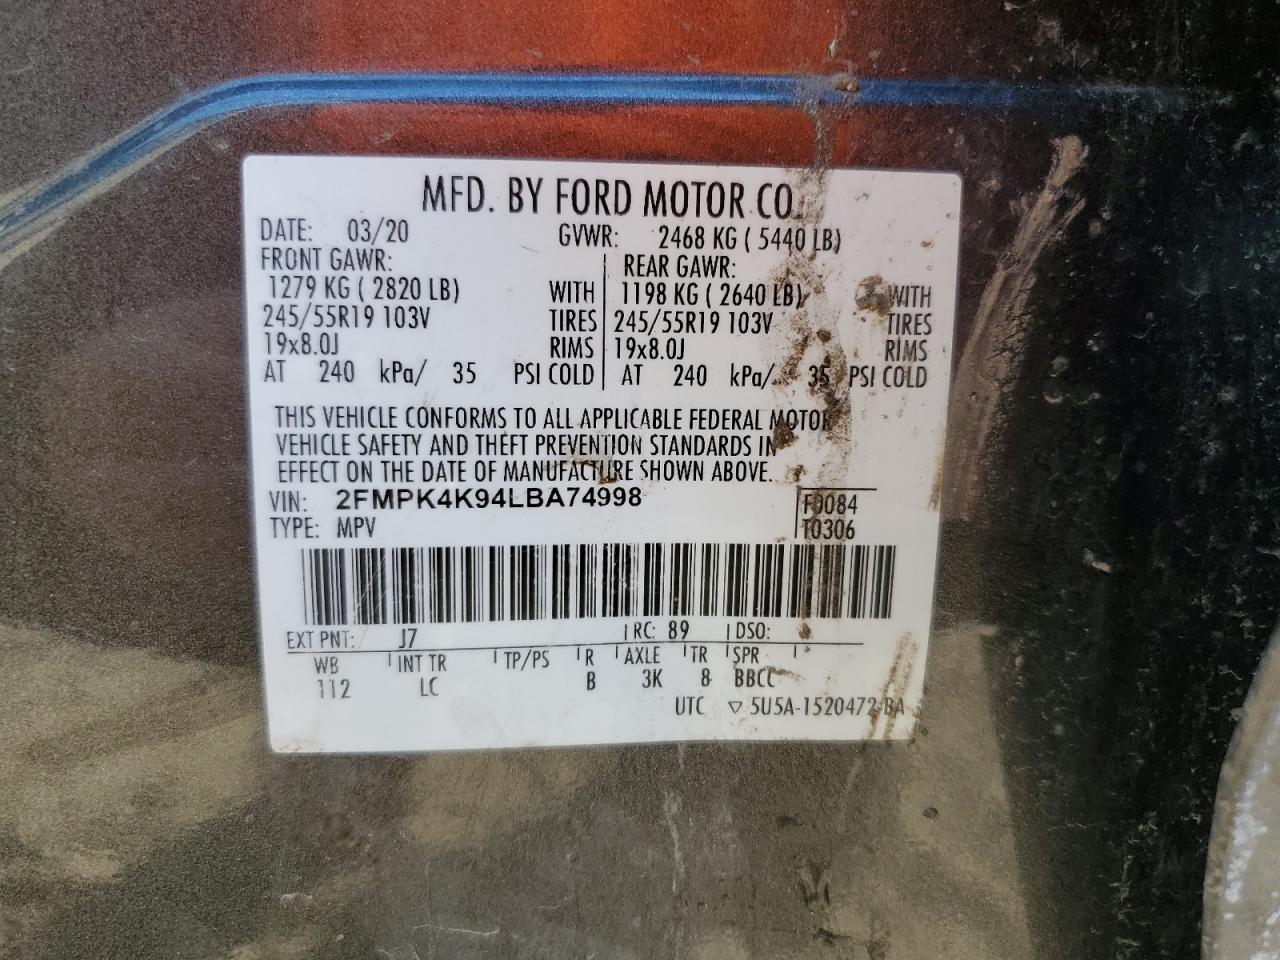 MFD. BY FORD MOTOR CO.
DATE: 03/20 GVWR: 2468 KG ( 5440 LB)
FRONT GAWR: REAR GAWR:
1279 KG ( 2820 LB) WITH 1198 KG ( 2640 LB) WITH
245/55R19 103V TIRES 245/55R19 103V TIRES
19x8.0J RIMS 19x8.0J RIMS
AT 240 kPa/ 35 PSI COLD AT 240 kPa/ 35 PSI COLD
THIS VEHICLE CONFORMS TO ALL APPLICABLE FEDERAL MOTOR
VEHICLE SAFETY AND THEFT PREVENTION STANDARDS IN
EFFECT ON THE DATE OF MANUFACTURE SHOWN ABOVE.
VIN: 2FMPK4K94LBA74998 F0084
TYPE: MPV T0306
EXT PNT: J7 RC: 89 DSO:
WB INT TR TP/PS R AXLE TR SPR
112 LC B 3K 8 BBCC
UTC ▽ 5U5A-1520472-BA